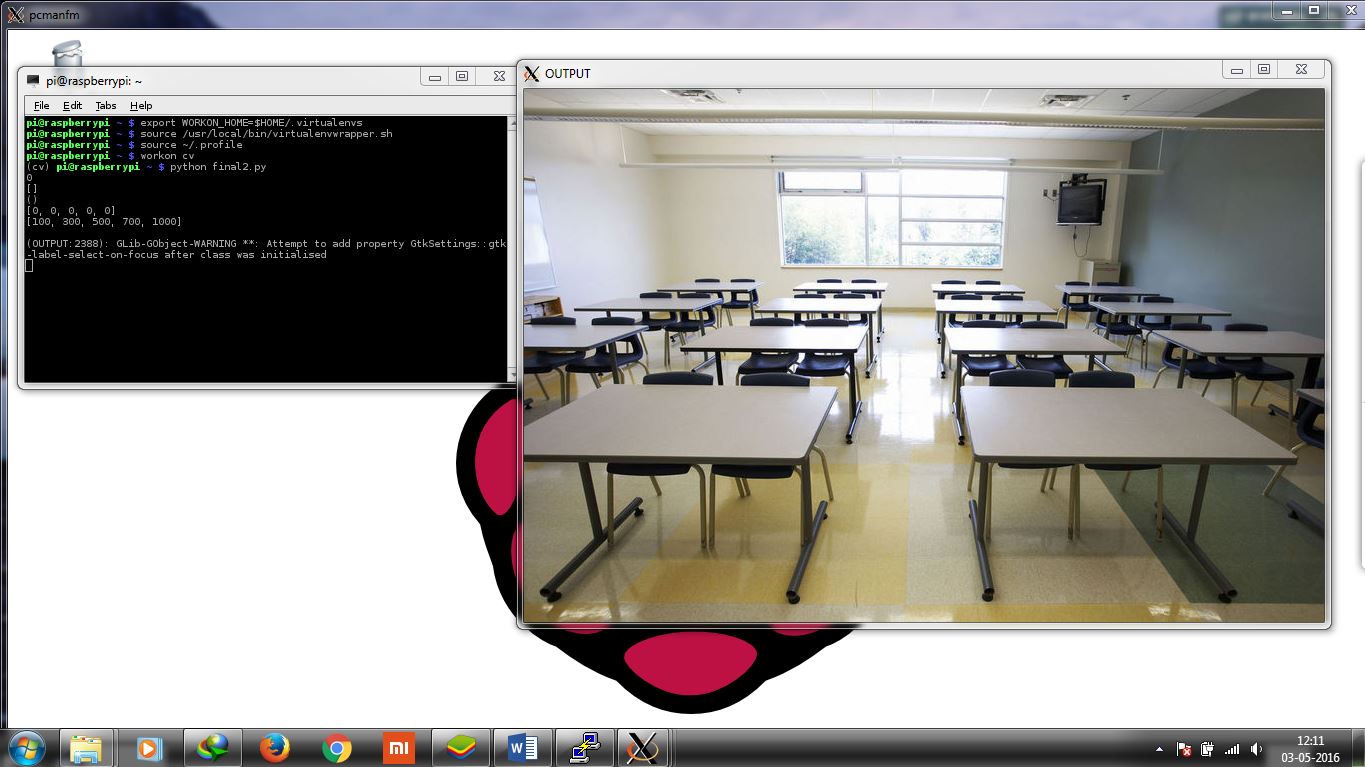 pcmanfm
pi@raspberrypi: ~
File Edit Tabs Help
pi@raspberrypi ~ $ export WORKON_HOME=$HOME/.virtualenvs
pi@raspberrypi ~ $ source /usr/local/bin/virtualenvwrapper.sh
pi@raspberrypi ~ $ source ~/.profile
pi@raspberrypi ~ $ workon cv
(cv) pi@raspberrypi ~ $ python final2.py
0
[]
()
[0, 0, 0, 0, 0]
[100, 300, 500, 700, 1000]
(OUTPUT:2388): GLib-GObject-WARNING **: Attempt to add property GtkSettings::gtk
-label-select-on-focus after class was initialised
OUTPUT
mi
W
12:11
03-05-2016